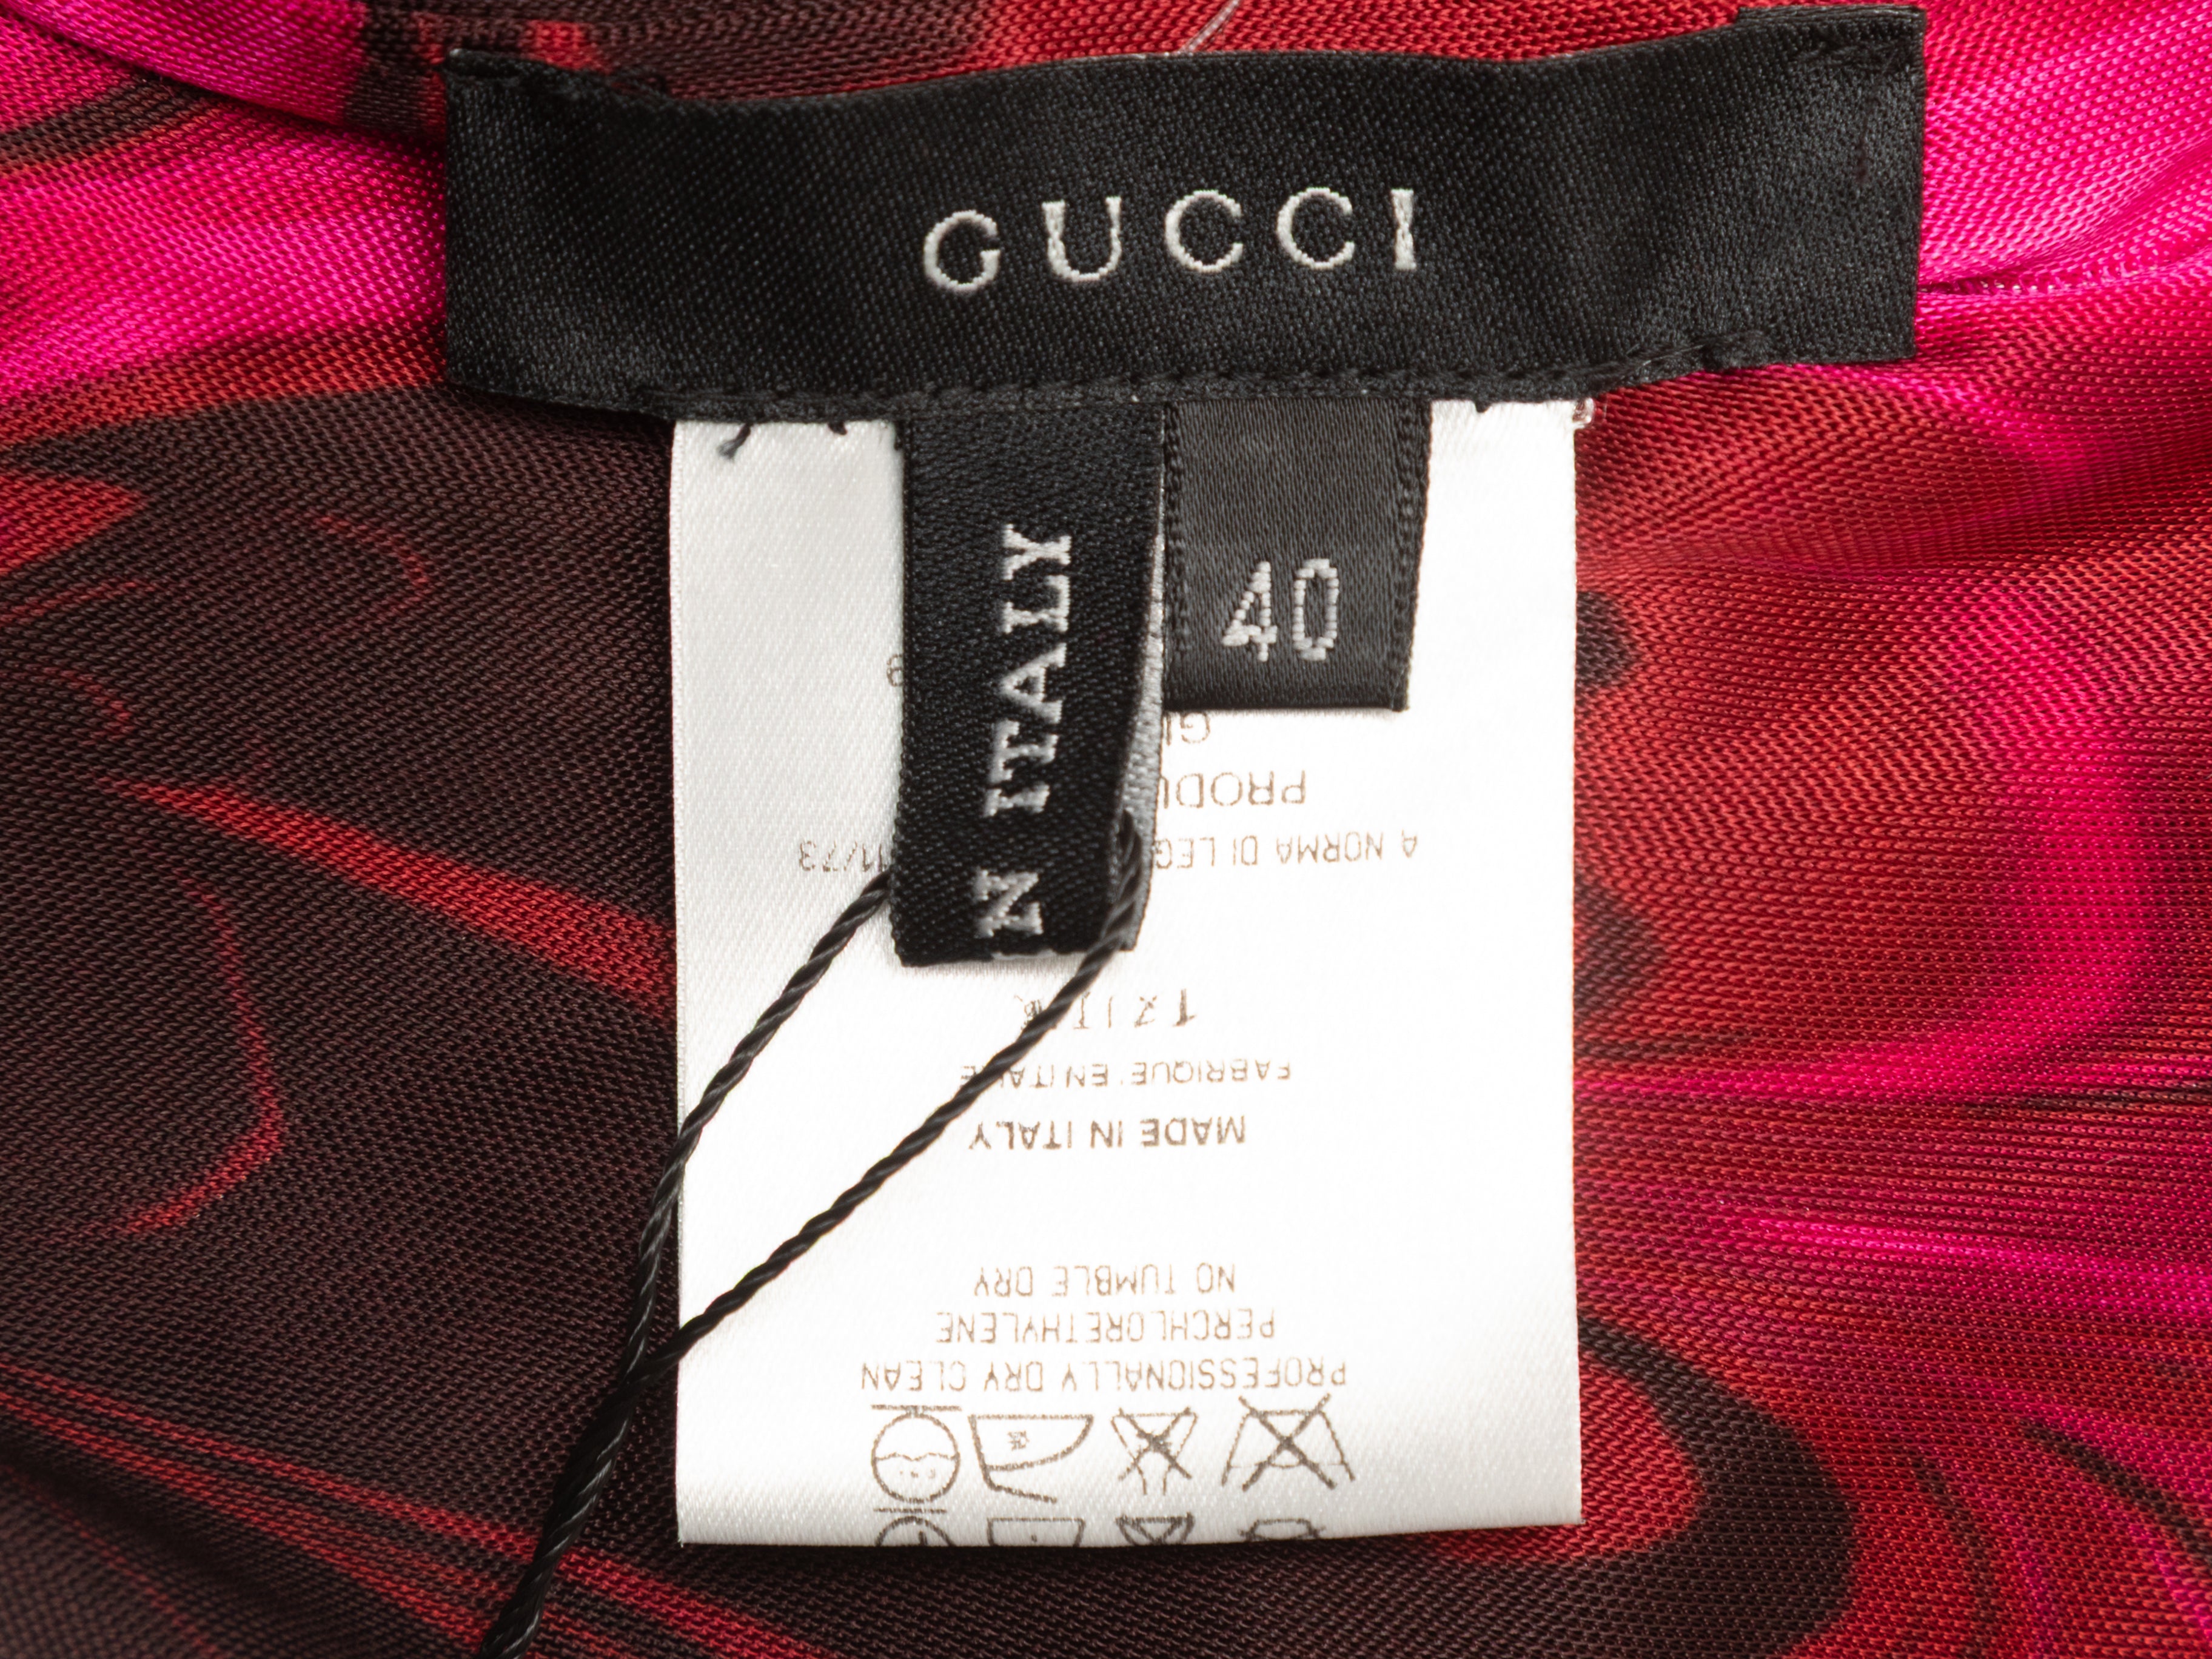 GUCCI
40
N ITALY
PROFESSIONALLY DRY CLEAN
PERCHLORETHYLENE
NO TUMBLE DRY
MADE IN ITALY
FABRIQUE' EN ITALIE
A NORMA DI LEG
11/73
PRODU